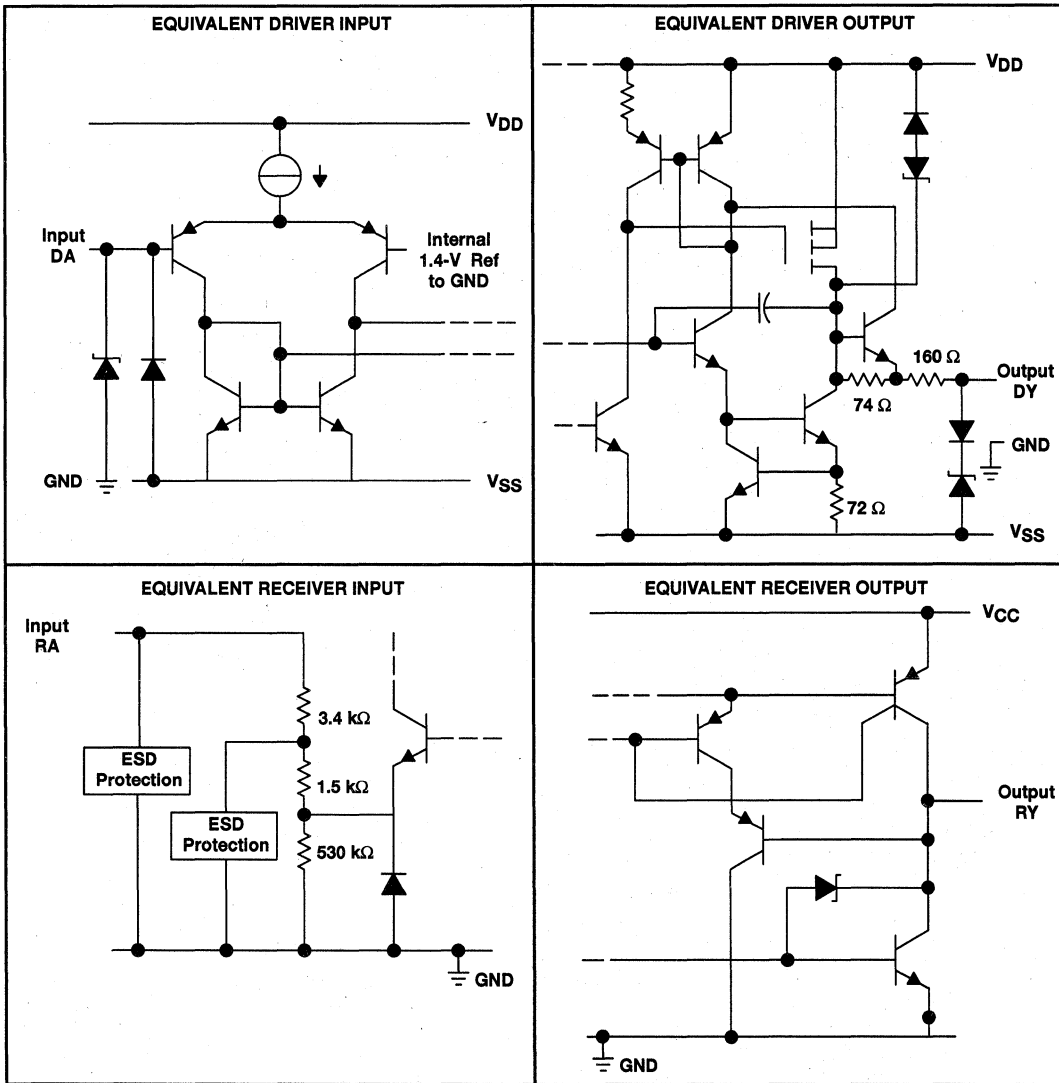 EQUIVALENT DRIVER INPUT
VDD
Input
DA
Internal
1.4-V Ref
to GND
GND
VSS
EQUIVALENT DRIVER OUTPUT
VDD
160 Ω
Output
DY
74 Ω
GND
72 Ω
VSS
EQUIVALENT RECEIVER INPUT
Input
RA
3.4 kΩ
ESD
Protection
1.5 kΩ
ESD
Protection
530 kΩ
GND
EQUIVALENT RECEIVER OUTPUT
VCC
Output
RY
GND